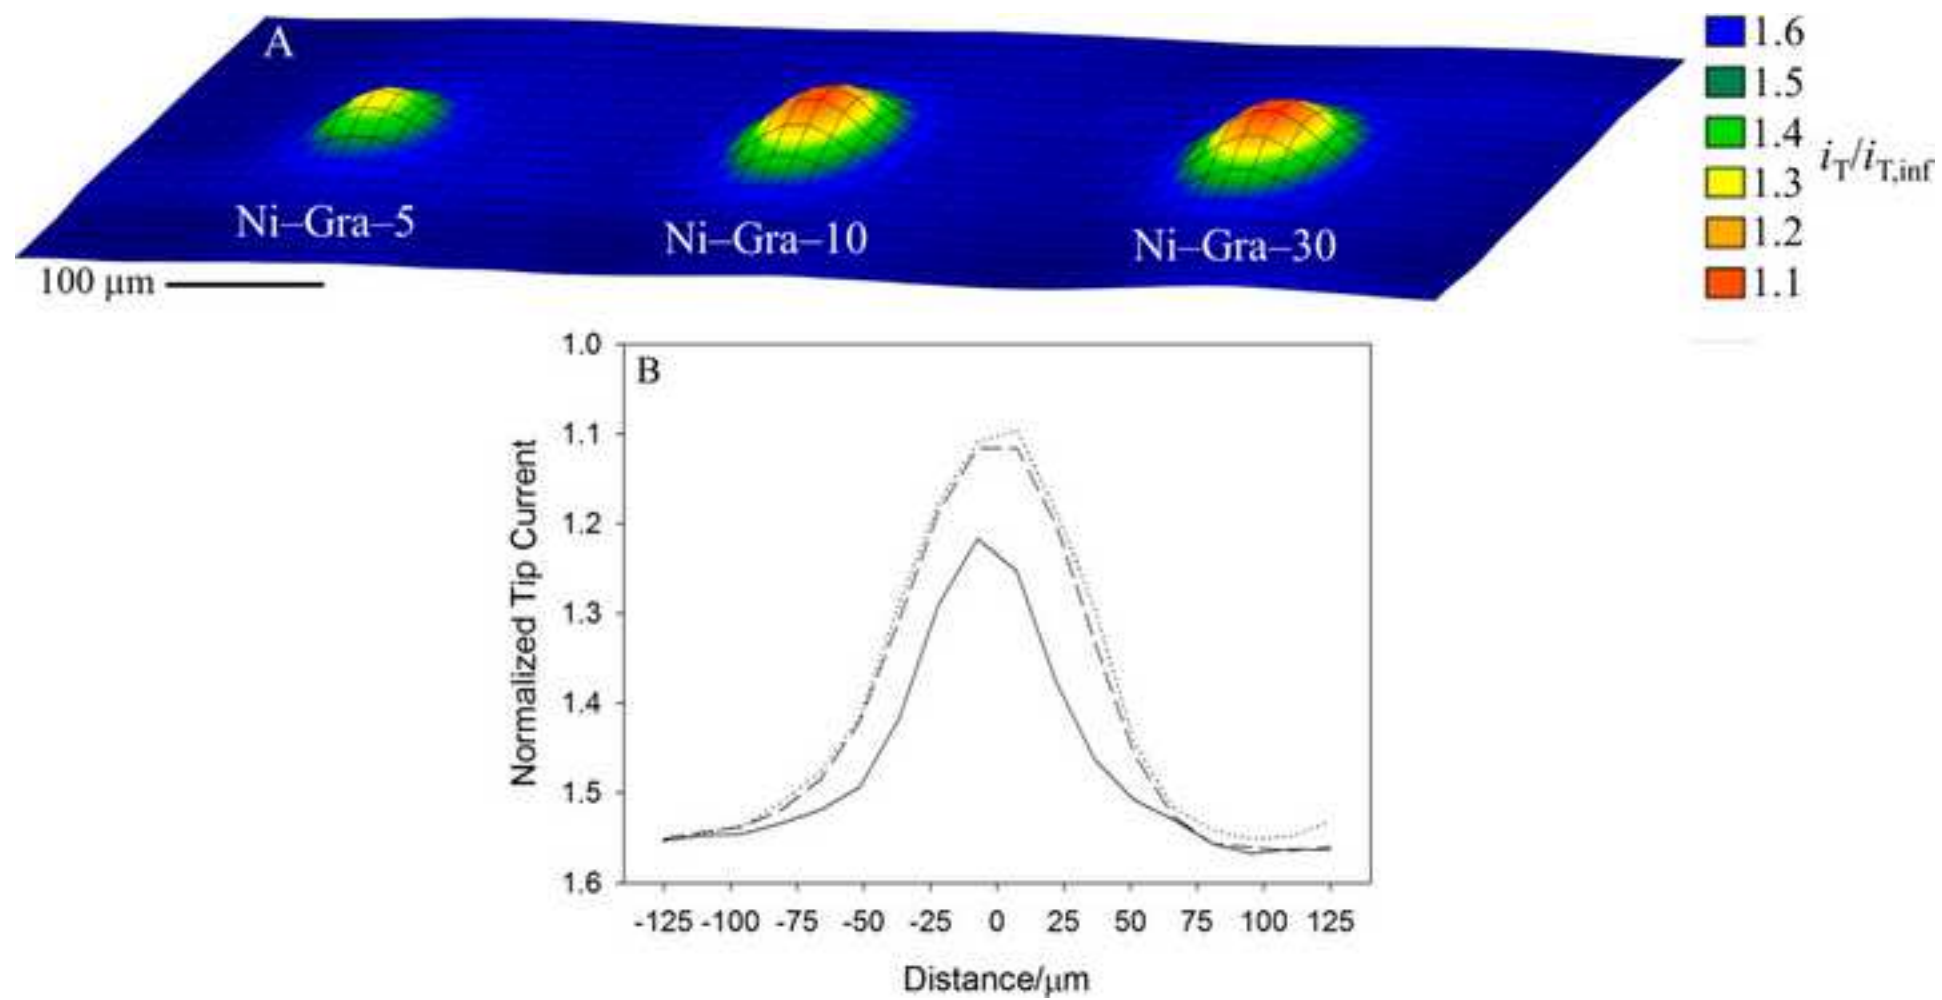 A
Ni–Gra–5
Ni–Gra–10
Ni–Gra–30
100 μm
1.6
1.5
1.4
1.3
1.2
1.1
iT/iT,inf
B
1.0
1.1
1.2
1.3
1.4
1.5
1.6
Normalized Tip Current
-125 -100 -75 -50 -25 0 25 50 75 100 125
Distance/μm